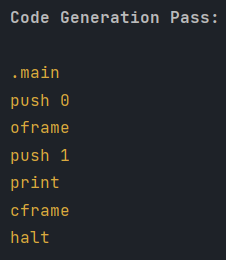 Code Generation Pass:
.main
push 0
oframe
push 1
print
cframe
halt